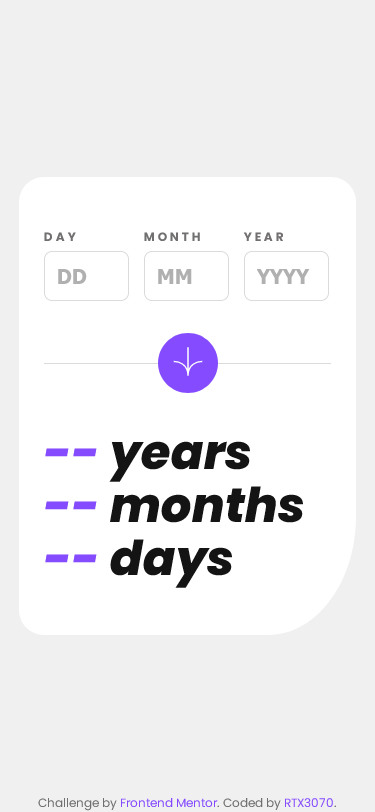 DAY MONTH YEAR
DD MM YYYY
-- years
-- months
-- days
Challenge by Frontend Mentor. Coded by RTX3070.